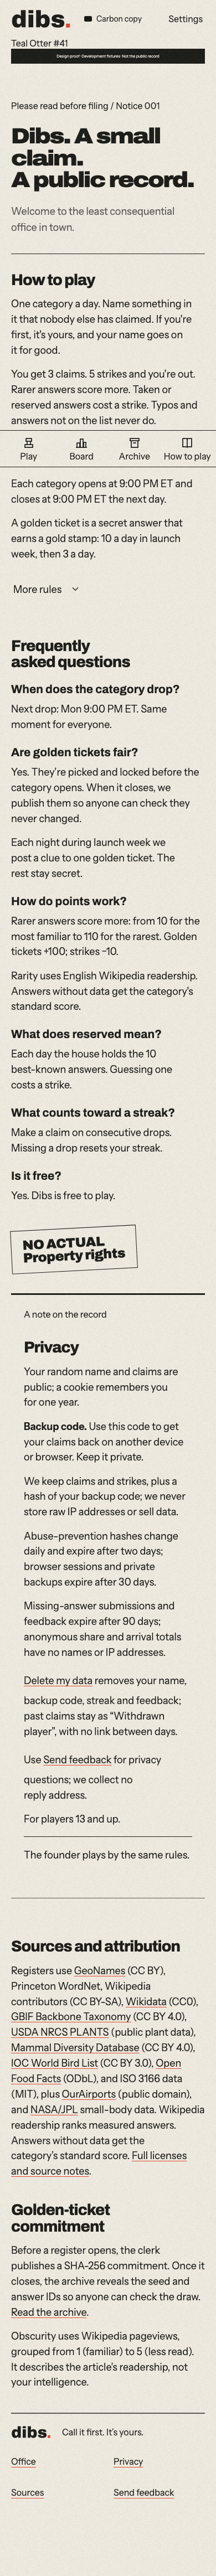 dibs.
Carbon copy
Settings
Teal Otter #41
Design proof · Development fixtures · Not the public record
Please read before filing / Notice 001
Dibs. A small
claim.
A public record.
Welcome to the least consequential
office in town.
How to play
One category a day. Name something in
it that nobody else has claimed. If you're
first, it's yours, and your name goes on
it for good.
You get 3 claims. 5 strikes and you're out.
Rarer answers score more. Taken or
reserved answers cost a strike. Typos and
answers not on the list never do.
Play
Board
Archive
How to play
Each category opens at 9:00 PM ET and
closes at 9:00 PM ET the next day.
A golden ticket is a secret answer that
earns a gold stamp: 10 a day in launch
week, then 3 a day.
More rules
Frequently
asked questions
When does the category drop?
Next drop: Mon 9:00 PM ET. Same
moment for everyone.
Are golden tickets fair?
Yes. They're picked and locked before the
category opens. When it closes, we
publish them so anyone can check they
never changed.
Each night during launch week we
post a clue to one golden ticket. The
rest stay secret.
How do points work?
Rarer answers score more: from 10 for the
most familiar to 110 for the rarest. Golden
tickets +100; strikes −10.
Rarity uses English Wikipedia readership.
Answers without data get the category's
standard score.
What does reserved mean?
Each day the house holds the 10
best-known answers. Guessing one
costs a strike.
What counts toward a streak?
Make a claim on consecutive drops.
Missing a drop resets your streak.
Is it free?
Yes. Dibs is free to play.
NO ACTUAL
Property rights
A note on the record
Privacy
Your random name and claims are
public; a cookie remembers you
for one year.
Backup code. Use this code to get
your claims back on another device
or browser. Keep it private.
We keep claims and strikes, plus a
hash of your backup code; we never
store raw IP addresses or sell data.
Abuse-prevention hashes change
daily and expire after two days;
browser sessions and private
backups expire after 30 days.
Missing-answer submissions and
feedback expire after 90 days;
anonymous share and arrival totals
have no names or IP addresses.
Delete my data removes your name,
backup code, streak and feedback;
past claims stay as “Withdrawn
player”, with no link between days.
Use Send feedback for privacy
questions; we collect no
reply address.
For players 13 and up.
The founder plays by the same rules.
Sources and attribution
Registers use GeoNames (CC BY),
Princeton WordNet, Wikipedia
contributors (CC BY-SA), Wikidata (CC0),
GBIF Backbone Taxonomy (CC BY 4.0),
USDA NRCS PLANTS (public plant data),
Mammal Diversity Database (CC BY 4.0),
IOC World Bird List (CC BY 3.0), Open
Food Facts (ODbL), and ISO 3166 data
(MIT), plus OurAirports (public domain),
and NASA/JPL small-body data. Wikipedia
readership ranks measured answers.
Answers without data get the
category's standard score. Full licenses
and source notes.
Golden-ticket
commitment
Before a register opens, the clerk
publishes a SHA-256 commitment. Once it
closes, the archive reveals the seed and
answer IDs so anyone can check the draw.
Read the archive.
Obscurity uses Wikipedia pageviews,
grouped from 1 (familiar) to 5 (less read).
It describes the article's readership, not
your intelligence.
dibs.
Call it first. It's yours.
Office
Privacy
Sources
Send feedback